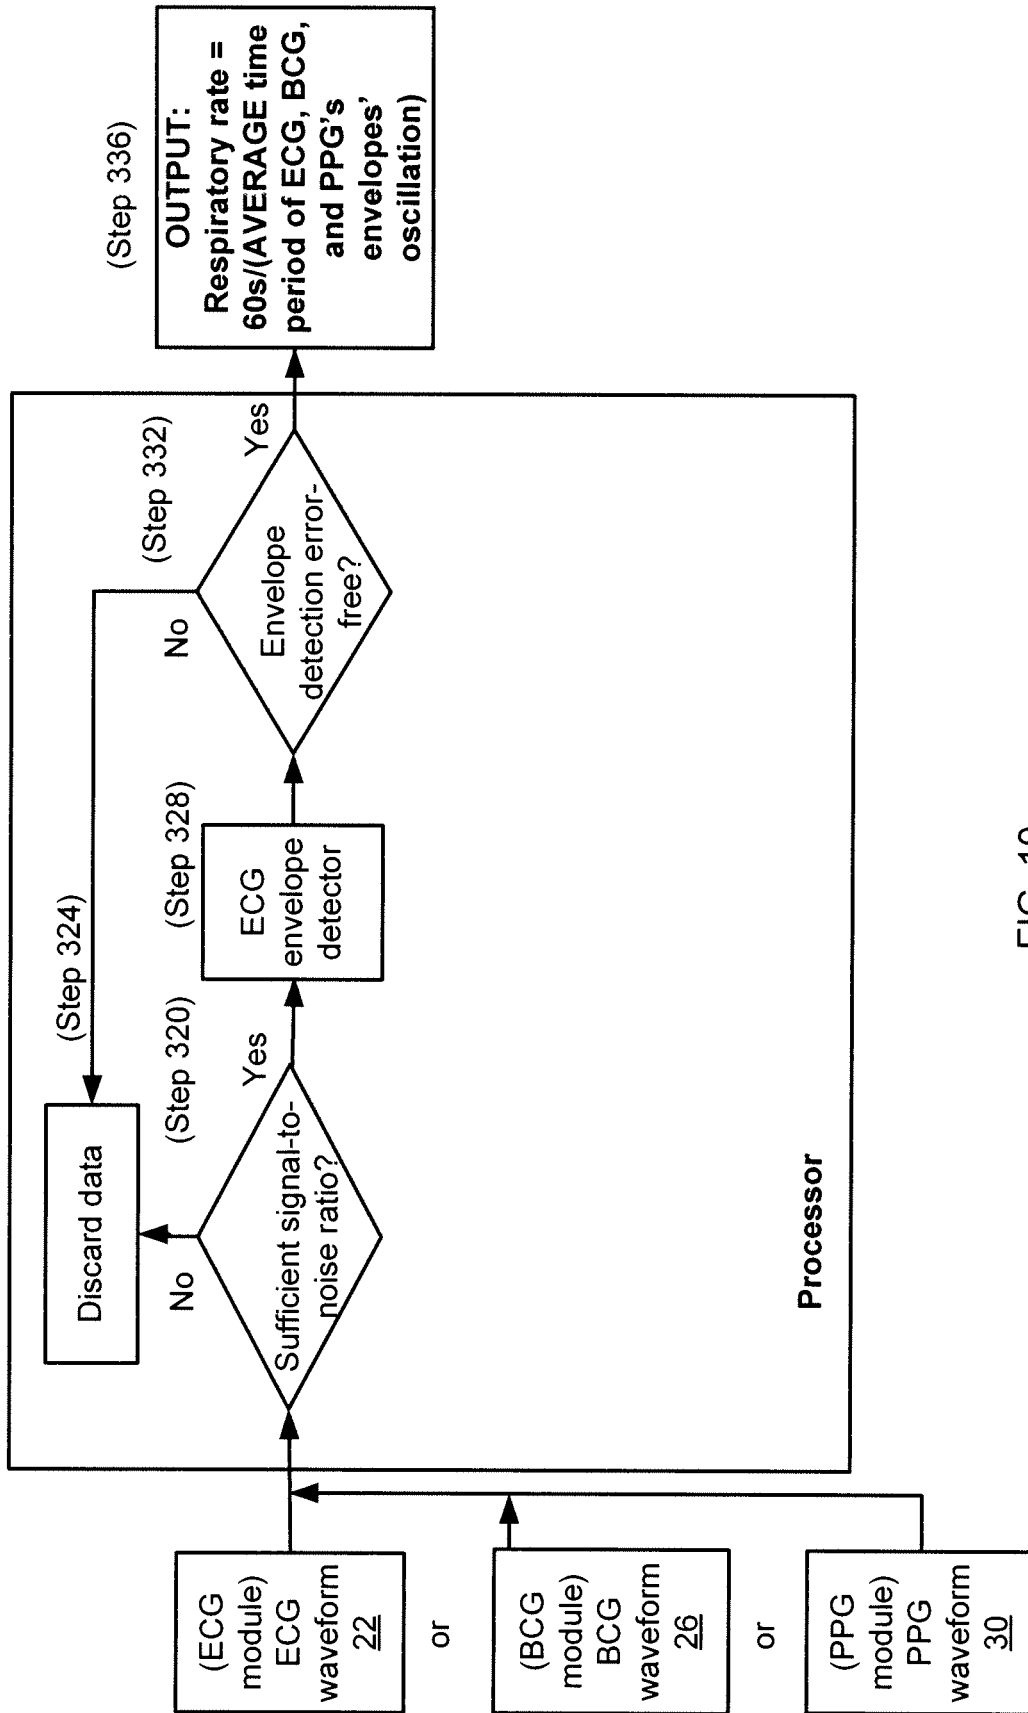 (ECG
module)
ECG
waveform
22
or
(BCG
module)
BCG
waveform
26
or
(PPG
module)
PPG
waveform
30
Sufficient signal-to-
noise ratio?
(Step 320)
No
Yes
Discard data
(Step 324)
ECG
envelope
detector
(Step 328)
Envelope
detection error-
free?
(Step 332)
No
Yes
Processor
(Step 336)
OUTPUT:
Respiratory rate =
60s/(AVERAGE time
period of ECG, BCG,
and PPG's
envelopes'
oscillation)
FIG.